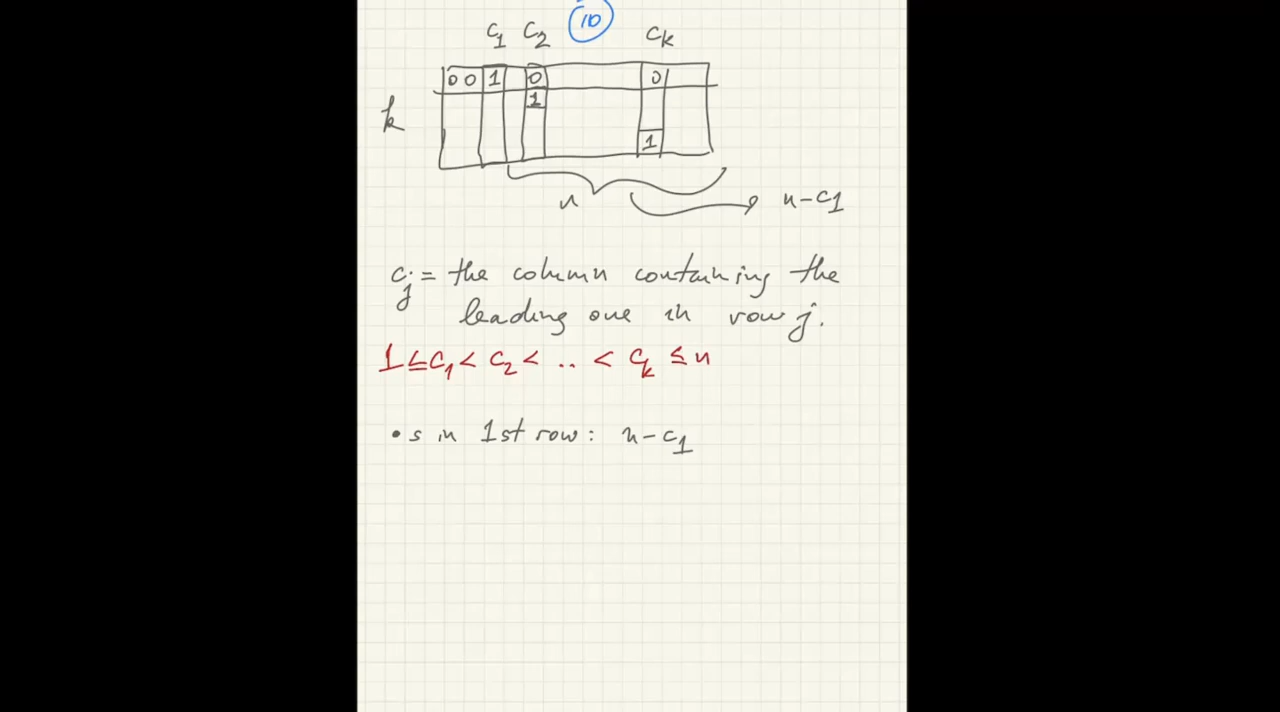 10
c₁ c₂ cₖ
0 0 1 0 0
k 1
1
n n-c₁
cⱼ = the column containing the
leading one in row j.
1 ≤ c₁ < c₂ < .. < cₖ ≤ n
• s in 1st row: n-c₁